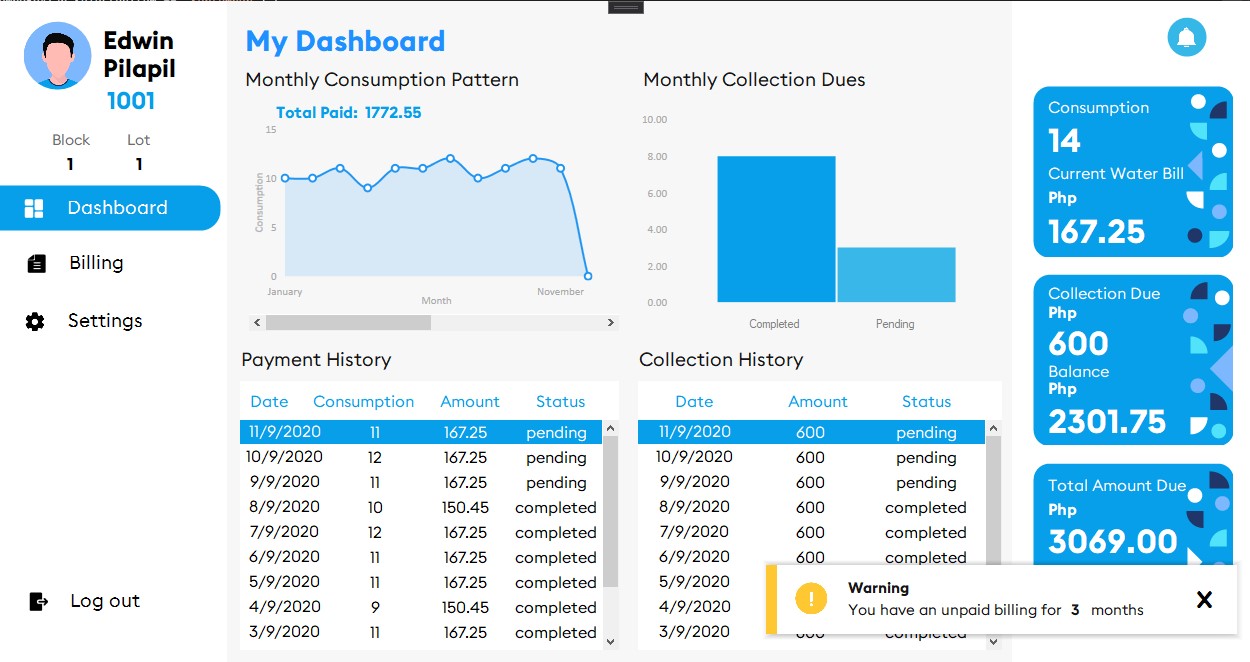 Edwin
Pilapil
1001
Block Lot
1 1
Dashboard
Billing
Settings
Log out
My Dashboard
Monthly Consumption Pattern
Total Paid: 1772.55
15
10
5
0
Consumption
January November
Month
Monthly Collection Dues
10.00
8.00
6.00
4.00
2.00
0.00
Completed Pending
Payment History
Date Consumption Amount Status
11/9/2020 11 167.25 pending
10/9/2020 12 167.25 pending
9/9/2020 11 167.25 pending
8/9/2020 10 150.45 completed
7/9/2020 12 167.25 completed
6/9/2020 11 167.25 completed
5/9/2020 11 167.25 completed
4/9/2020 9 150.45 completed
3/9/2020 11 167.25 completed
Collection History
Date Amount Status
11/9/2020 600 pending
10/9/2020 600 pending
9/9/2020 600 pending
8/9/2020 600 completed
7/9/2020 600 completed
6/9/2020 600 completed
5/9/2020
4/9/2020
3/9/2020 600 completed
Consumption
14
Current Water Bill
Php
167.25
Collection Due
Php
600
Balance
Php
2301.75
Total Amount Due
Php
3069.00
Warning
You have an unpaid billing for 3 months